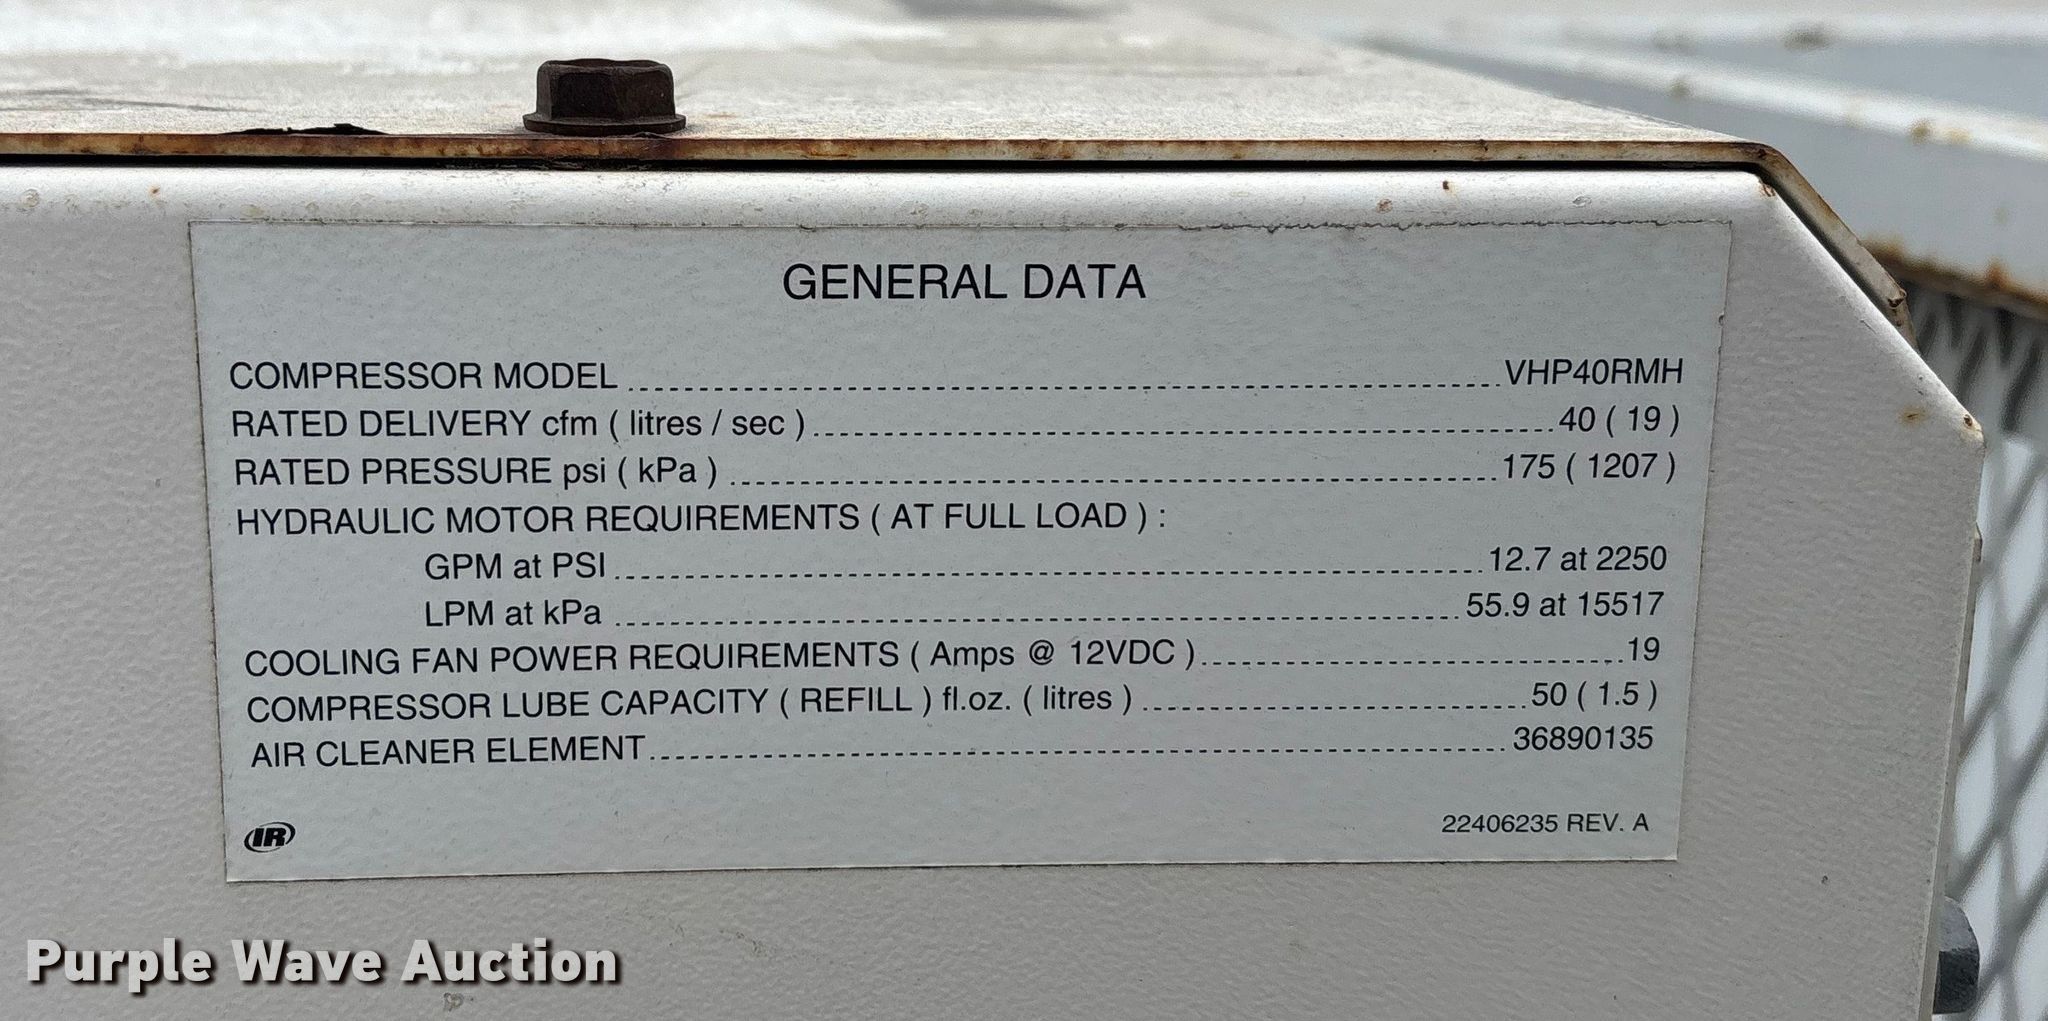 GENERAL DATA
COMPRESSOR MODEL ........ VHP40RMH
RATED DELIVERY cfm ( litres / sec ) ........ 40 ( 19 )
RATED PRESSURE psi ( kPa ) ........ 175 ( 1207 )
HYDRAULIC MOTOR REQUIREMENTS ( AT FULL LOAD ) :
GPM at PSI ........ 12.7 at 2250
LPM at kPa ........ 55.9 at 15517
COOLING FAN POWER REQUIREMENTS ( Amps @ 12VDC ) ........ 19
COMPRESSOR LUBE CAPACITY ( REFILL ) fl.oz. ( litres ) ........ 50 ( 1.5 )
AIR CLEANER ELEMENT ........ 36890135
IR
22406235 REV. A
Purple Wave Auction